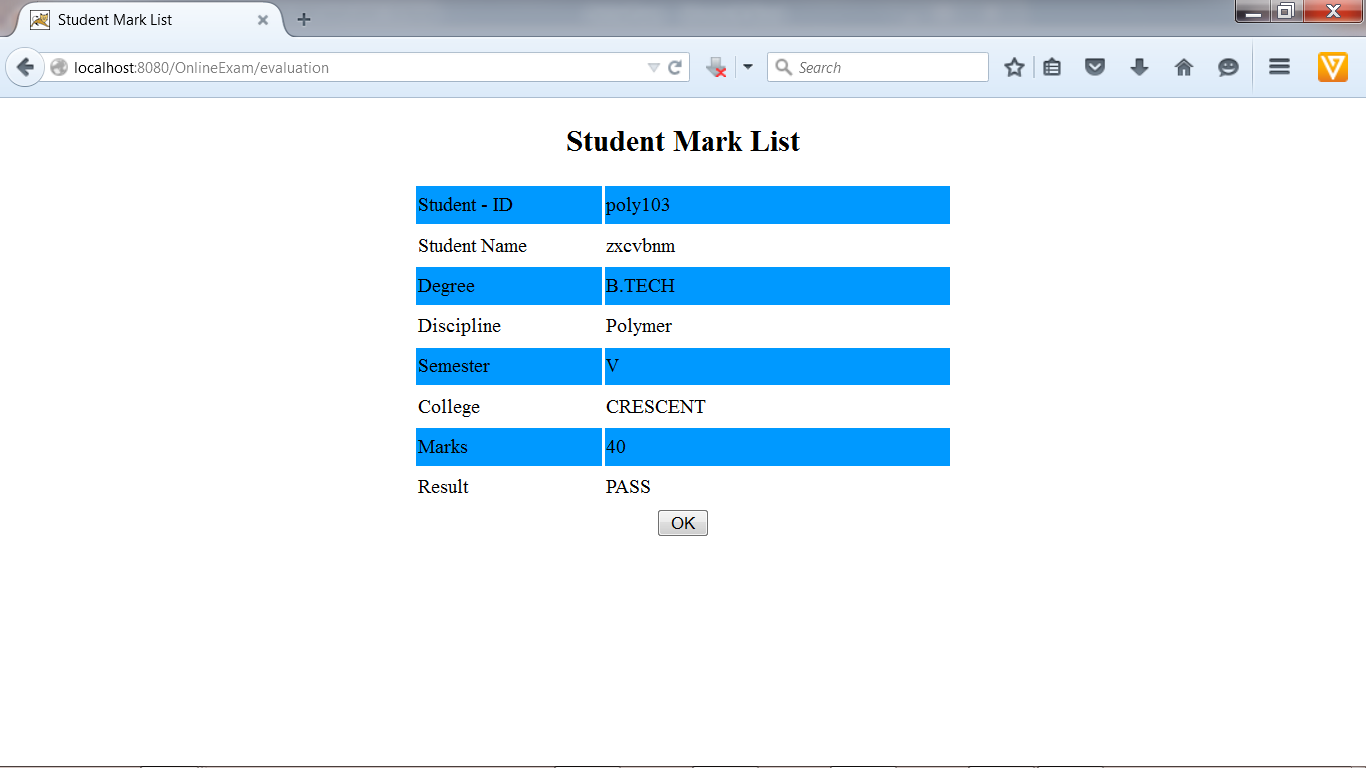 Student Mark List
localhost:8080/OnlineExam/evaluation Search
Student Mark List
Student - ID poly103
Student Name zxcvbnm
Degree B.TECH
Discipline Polymer
Semester V
College CRESCENT
Marks 40
Result PASS
OK